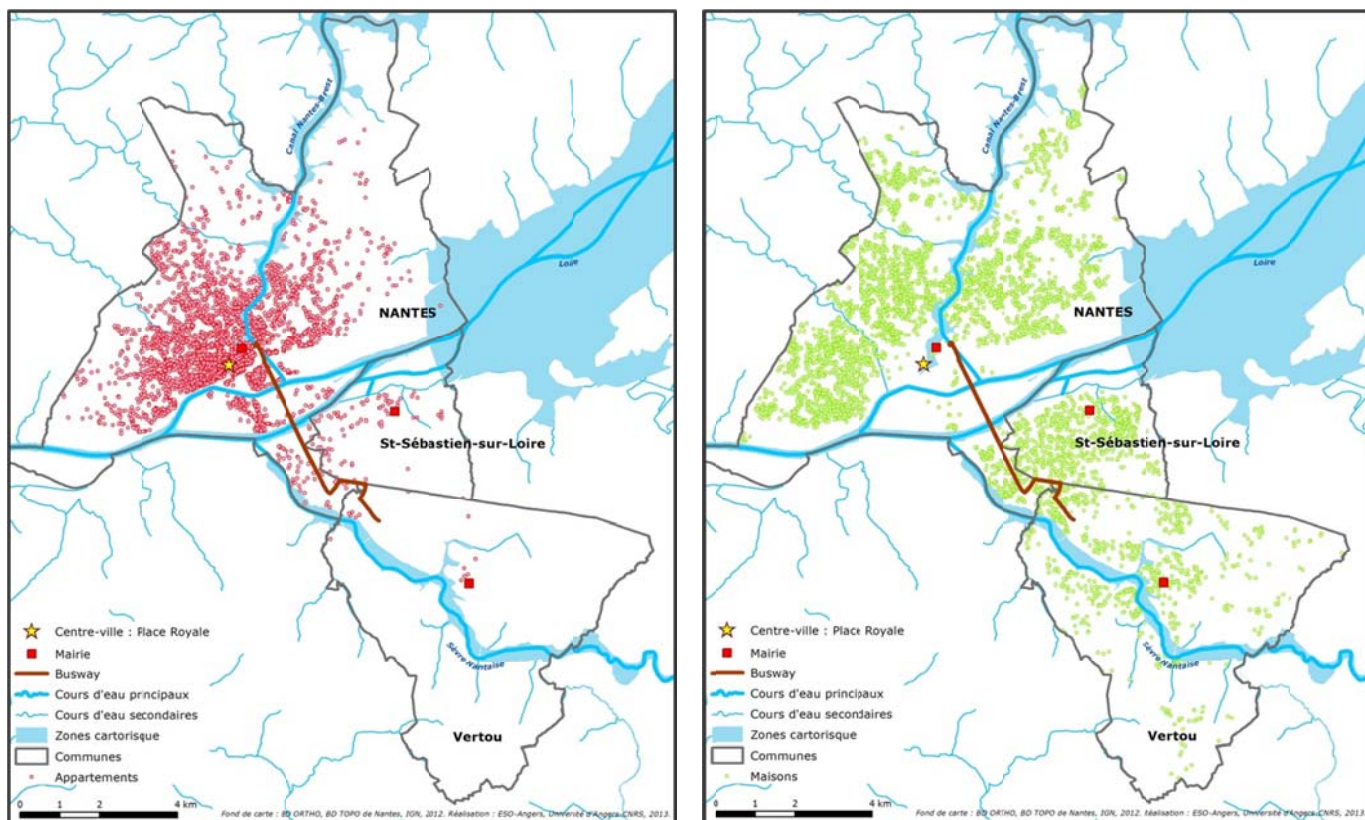 Canal Nantes-Brest
Loire
NANTES
St-Sébastien-sur-Loire
Sèvre Nantaise
Vertou
Centre-ville : Place Royale
Mairie
Busway
Cours d'eau principaux
Cours d'eau secondaires
Zones cartorisque
Communes
Appartements
0 1 2 4 km
Fond de carte : BD ORTHO, BD TOPO de Nantes, IGN, 2012. Réalisation : ESO-Angers, Université d'Angers CNRS, 2013.
Canal Nantes-Brest
Loire
NANTES
St-Sébastien-sur-Loire
Sèvre Nantaise
Vertou
Centre-ville : Place Royale
Mairie
Busway
Cours d'eau principaux
Cours d'eau secondaires
Zones cartorisque
Communes
Maisons
0 1 2 4 km
Fond de carte : BD ORTHO, BD TOPO de Nantes, IGN, 2012. Réalisation : ESO-Angers, Université d'Angers CNRS, 2013.